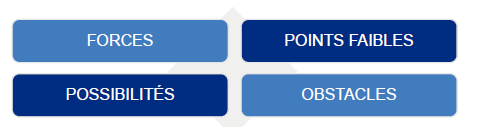 FORCES
POINTS FAIBLES
POSSIBILITÉS
OBSTACLES